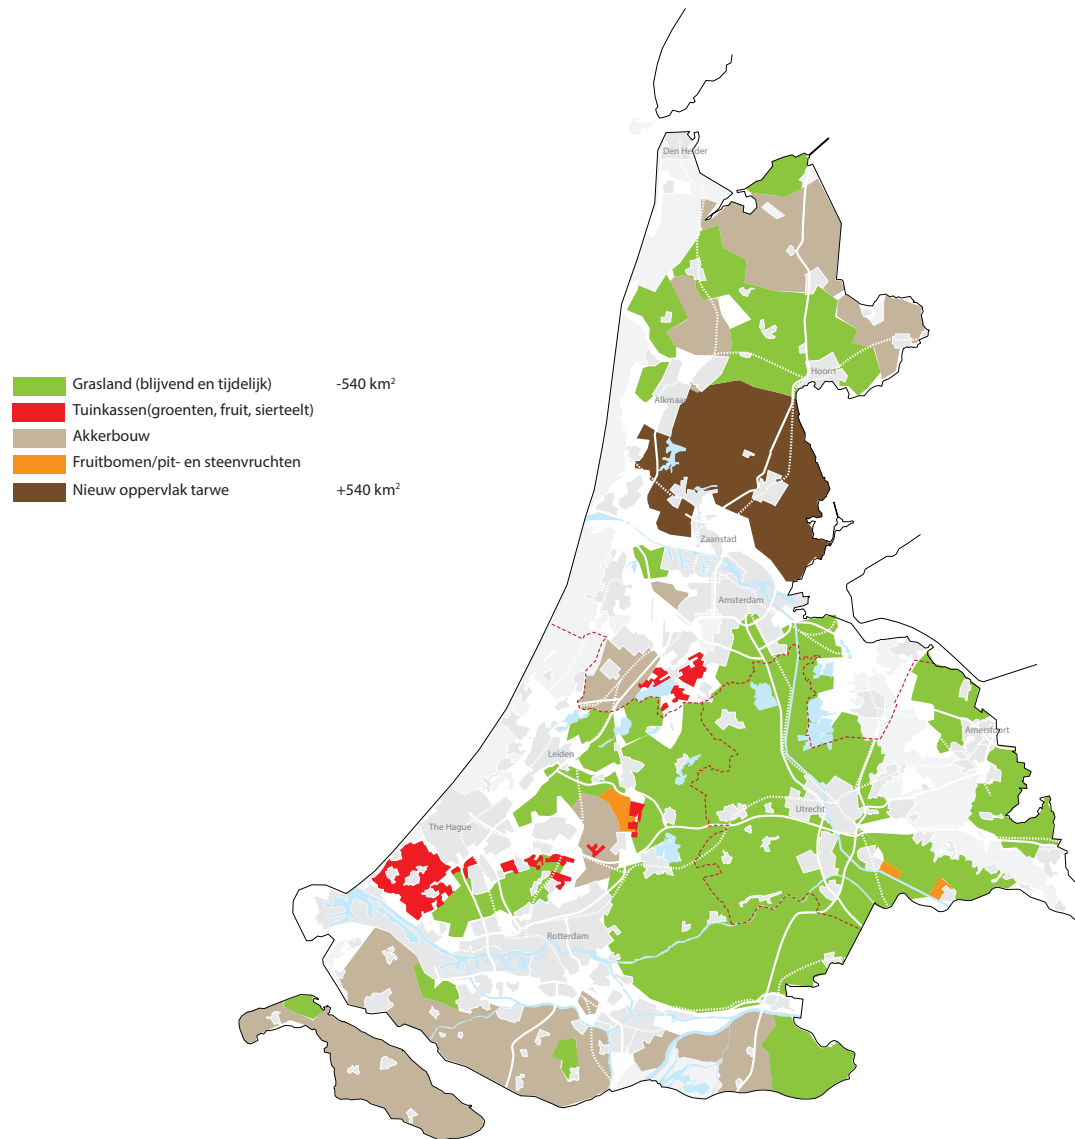 Grasland (blijvend en tijdelijk) -540 km²
Tuinkassen(groenten, fruit, sierteelt)
Akkerbouw
Fruitbomen/pit- en steenvruchten
Nieuw oppervlak tarwe +540 km²
Den Helder
Hoorn
Alkmaar
Zaanstad
Amsterdam
Amersfoort
Leiden
Utrecht
The Hague
Rotterdam